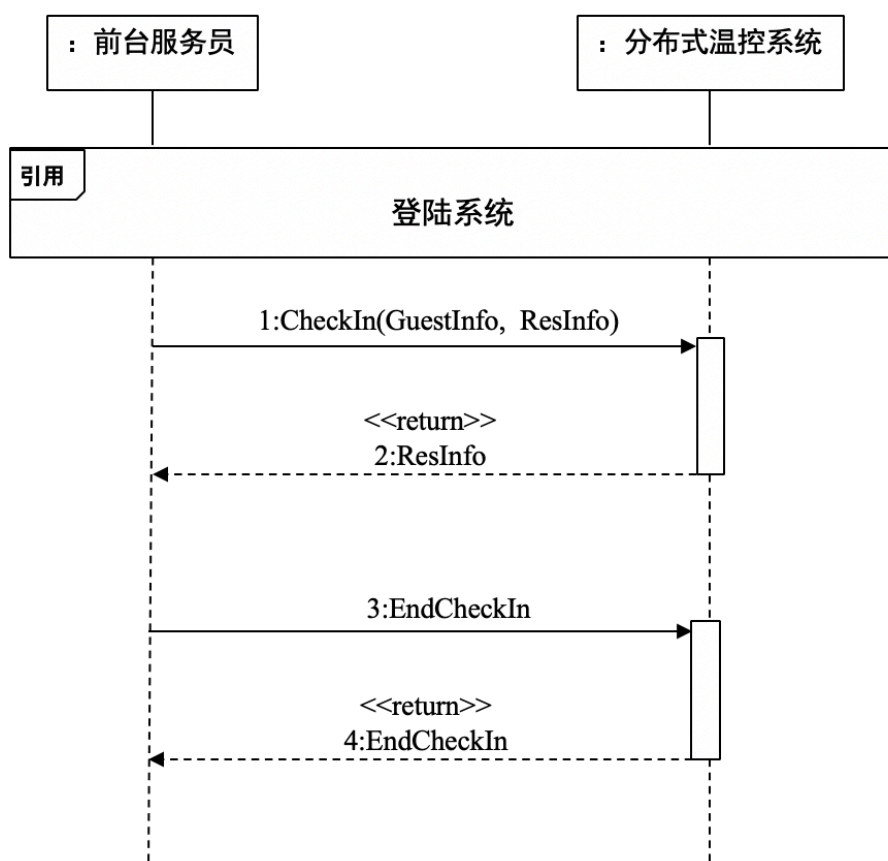 ：前台服务员
：分布式温控系统
引用
登陆系统
1:CheckIn(GuestInfo, ResInfo)
<<return>>
2:ResInfo
3:EndCheckIn
<<return>>
4:EndCheckIn